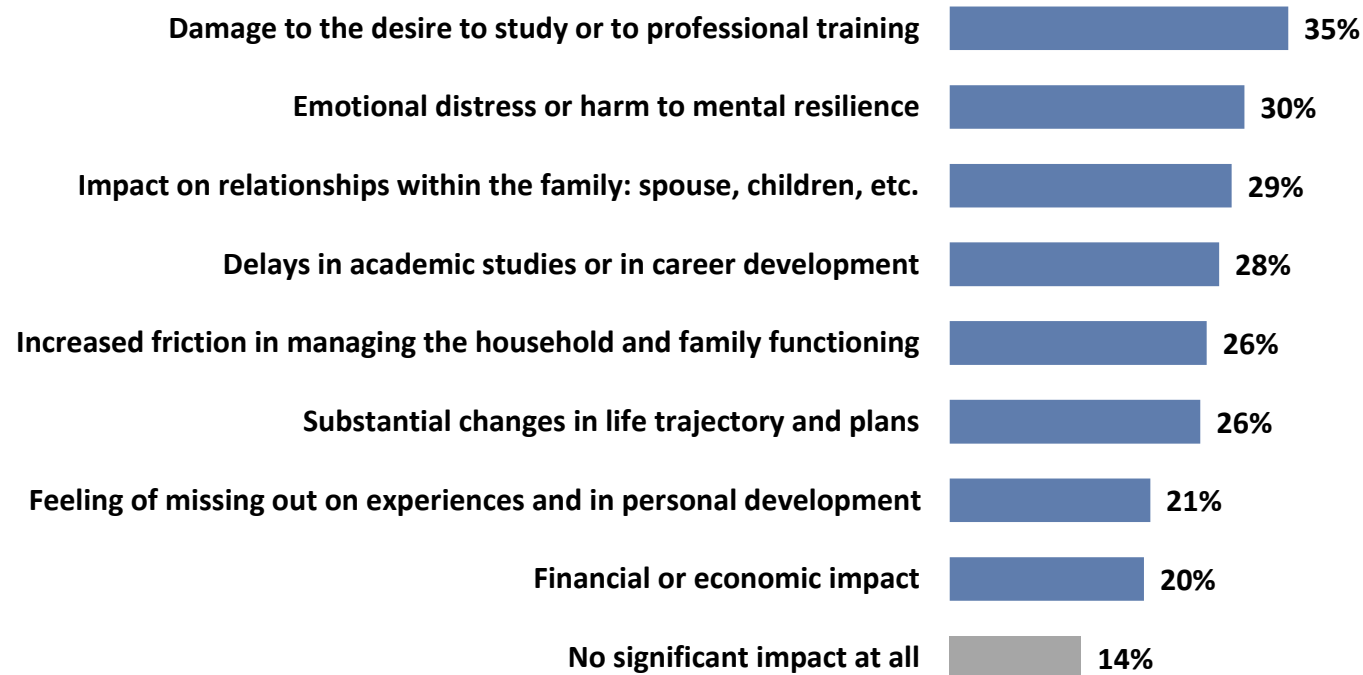 Damage to the desire to study or to professional training 35%
Emotional distress or harm to mental resilience 30%
Impact on relationships within the family: spouse, children, etc. 29%
Delays in academic studies or in career development 28%
Increased friction in managing the household and family functioning 26%
Substantial changes in life trajectory and plans 26%
Feeling of missing out on experiences and in personal development 21%
Financial or economic impact 20%
No significant impact at all 14%